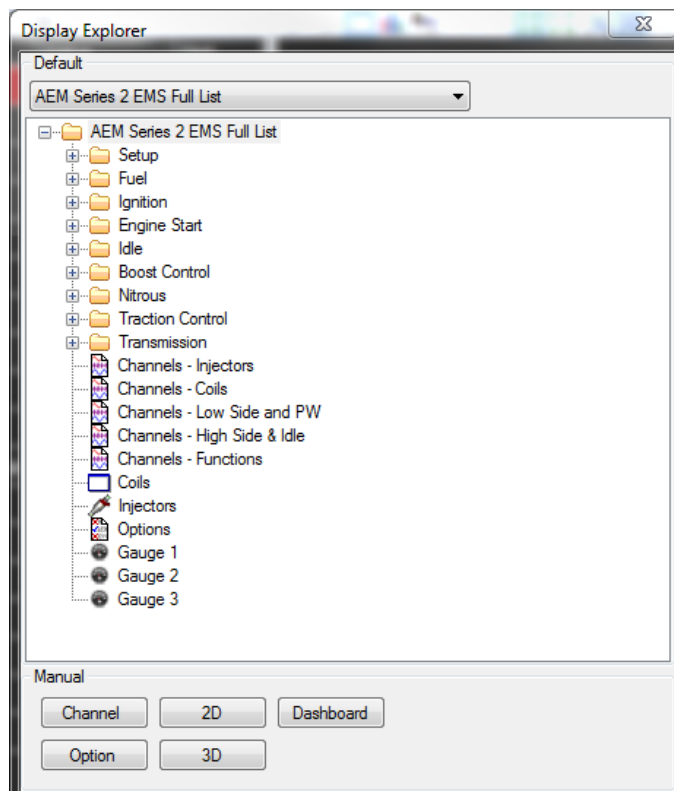 Display Explorer
Default
AEM Series 2 EMS Full List
AEM Series 2 EMS Full List
Setup
Fuel
Ignition
Engine Start
Idle
Boost Control
Nitrous
Traction Control
Transmission
Channels - Injectors
Channels - Coils
Channels - Low Side and PW
Channels - High Side & Idle
Channels - Functions
Coils
Injectors
Options
Gauge 1
Gauge 2
Gauge 3
Manual
Channel 2D Dashboard
Option 3D